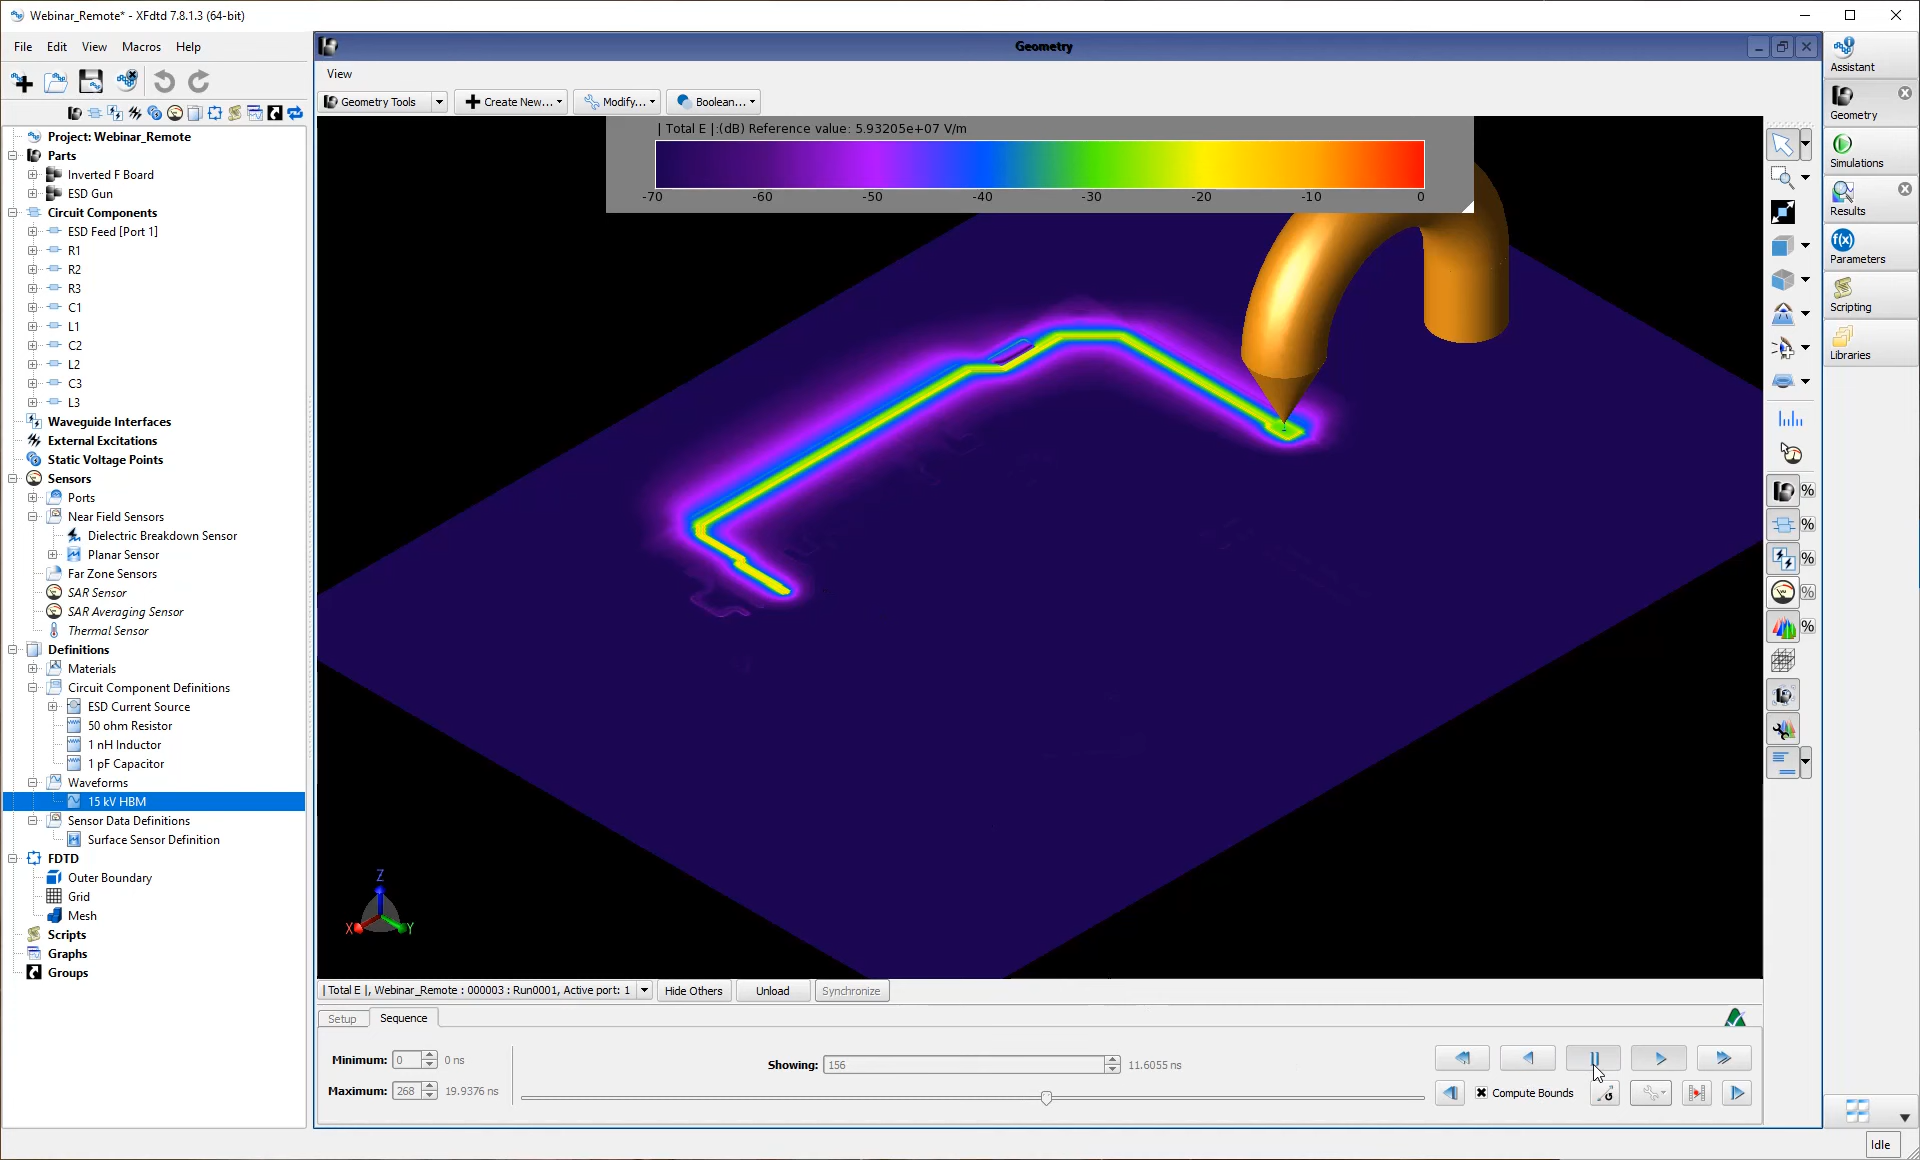 Webinar_Remote* - XFdtd 7.8.1.3 (64-bit)
File Edit View Macros Help
Project: Webinar_Remote
Parts
Inverted F Board
ESD Gun
Circuit Components
ESD Feed [Port 1]
R1
R2
R3
C1
L1
C2
L2
C3
L3
Waveguide Interfaces
External Excitations
Static Voltage Points
Sensors
Ports
Near Field Sensors
Dielectric Breakdown Sensor
Planar Sensor
Far Zone Sensors
SAR Sensor
SAR Averaging Sensor
Thermal Sensor
Definitions
Materials
Circuit Component Definitions
ESD Current Source
50 ohm Resistor
1 nH Inductor
1 pF Capacitor
Waveforms
15 kV HBM
Sensor Data Definitions
Surface Sensor Definition
FDTD
Outer Boundary
Grid
Mesh
Scripts
Graphs
Groups
Geometry
View
Geometry Tools Create New... Modify... Boolean...
| Total E |:(dB) Reference value: 5.93205e+07 V/m
-70 -60 -50 -40 -30 -20 -10 0
Z
X Y
| Total E |, Webinar_Remote : 000003 : Run0001, Active port: 1 Hide Others Unload Synchronize
Setup Sequence
Minimum: 0 0 ns
Maximum: 268 19.9376 ns
Showing: 156 11.6055 ns
Compute Bounds
%
%
%
%
%
Assistant
Geometry
Simulations
Results
f(x)
Parameters
Scripting
Libraries
Idle